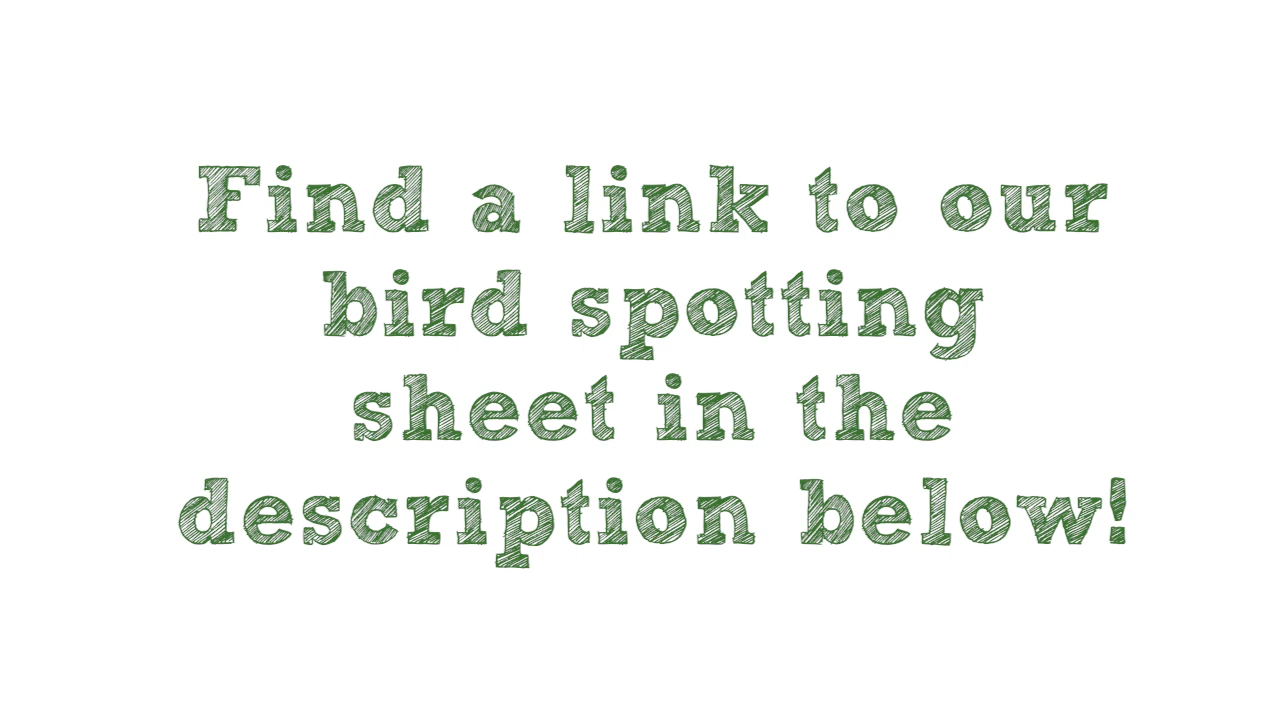 Find a link to our
bird spotting
sheet in the
description below!